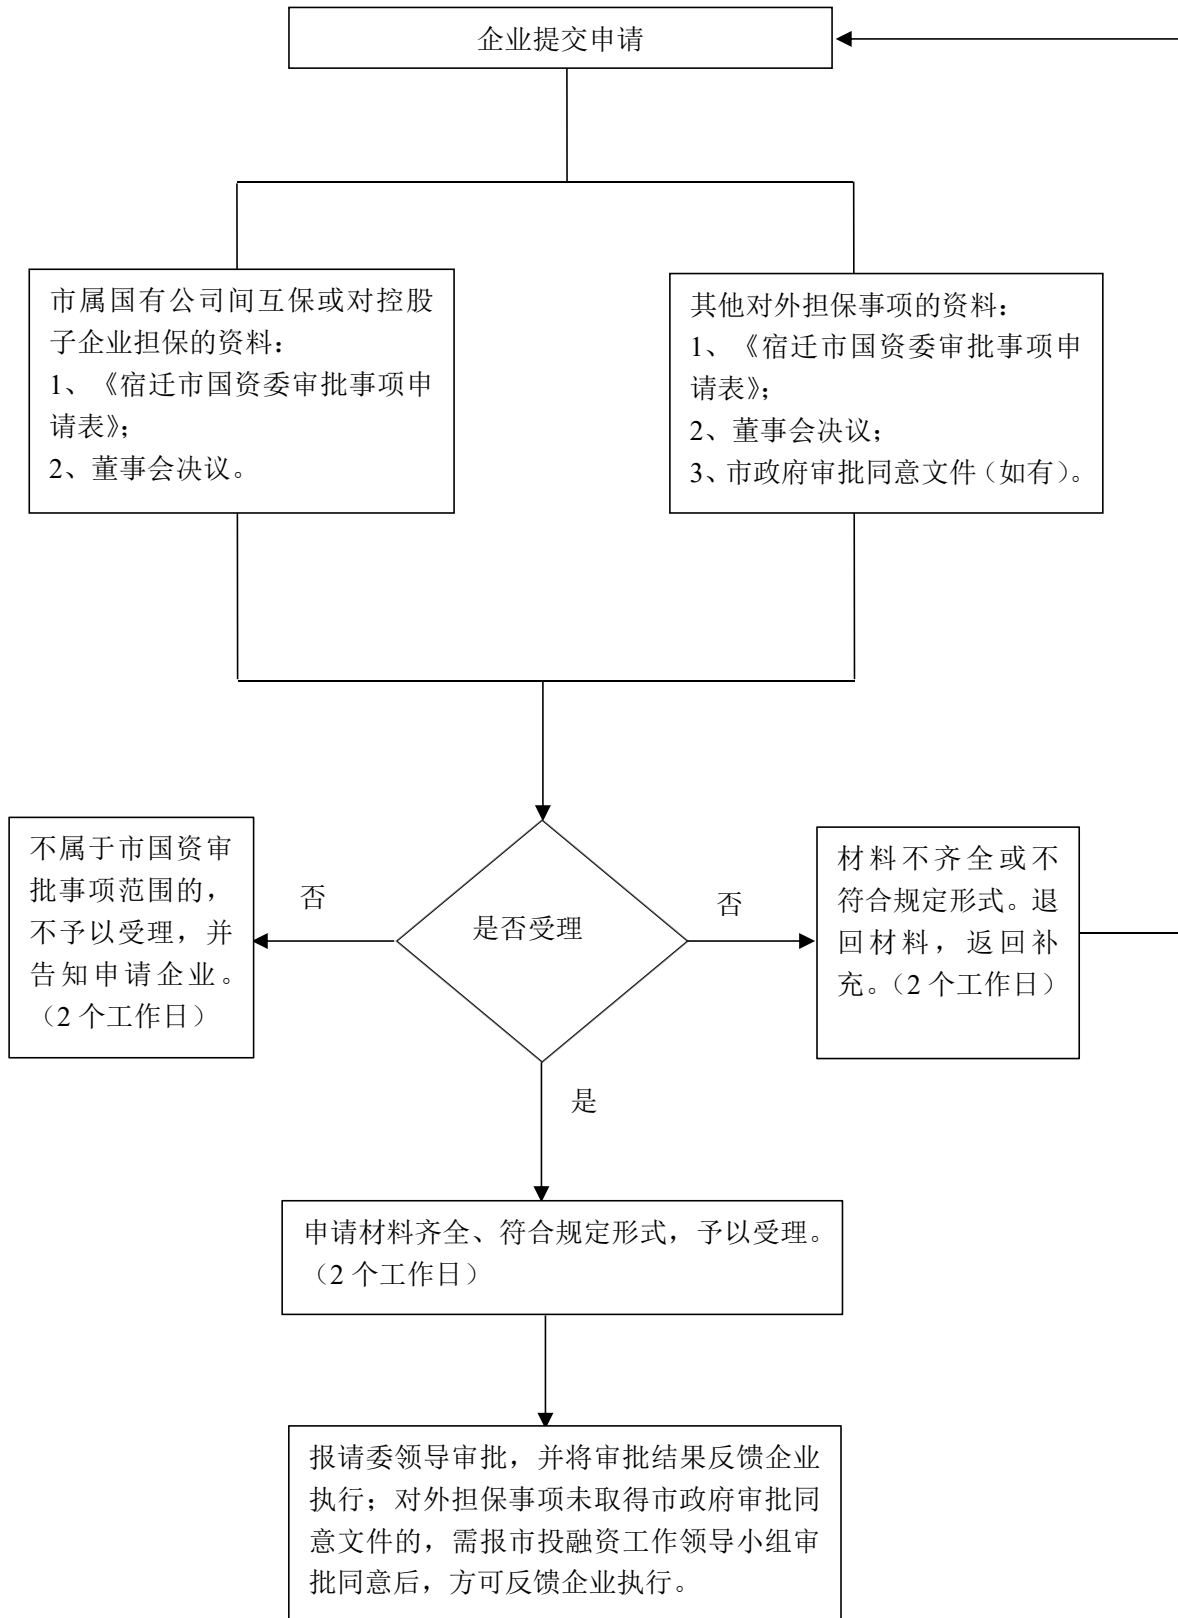 企业提交申请
市属国有公司间互保或对控股
子企业担保的资料：
1、《宿迁市国资委审批事项申
请表》；
2、董事会决议。
其他对外担保事项的资料：
1、《宿迁市国资委审批事项申
请表》；
2、董事会决议；
3、市政府审批同意文件（如有）。
不属于市国资审
批事项范围的，
不予以受理，并
告知申请企业。
（2 个工作日）
否
是否受理
否
材料不齐全或不
符合规定形式。退
回材料，返回补
充。（2 个工作日）
是
申请材料齐全、符合规定形式，予以受理。
（2 个工作日）
报请委领导审批，并将审批结果反馈企业
执行；对外担保事项未取得市政府审批同
意文件的，需报市投融资工作领导小组审
批同意后，方可反馈企业执行。